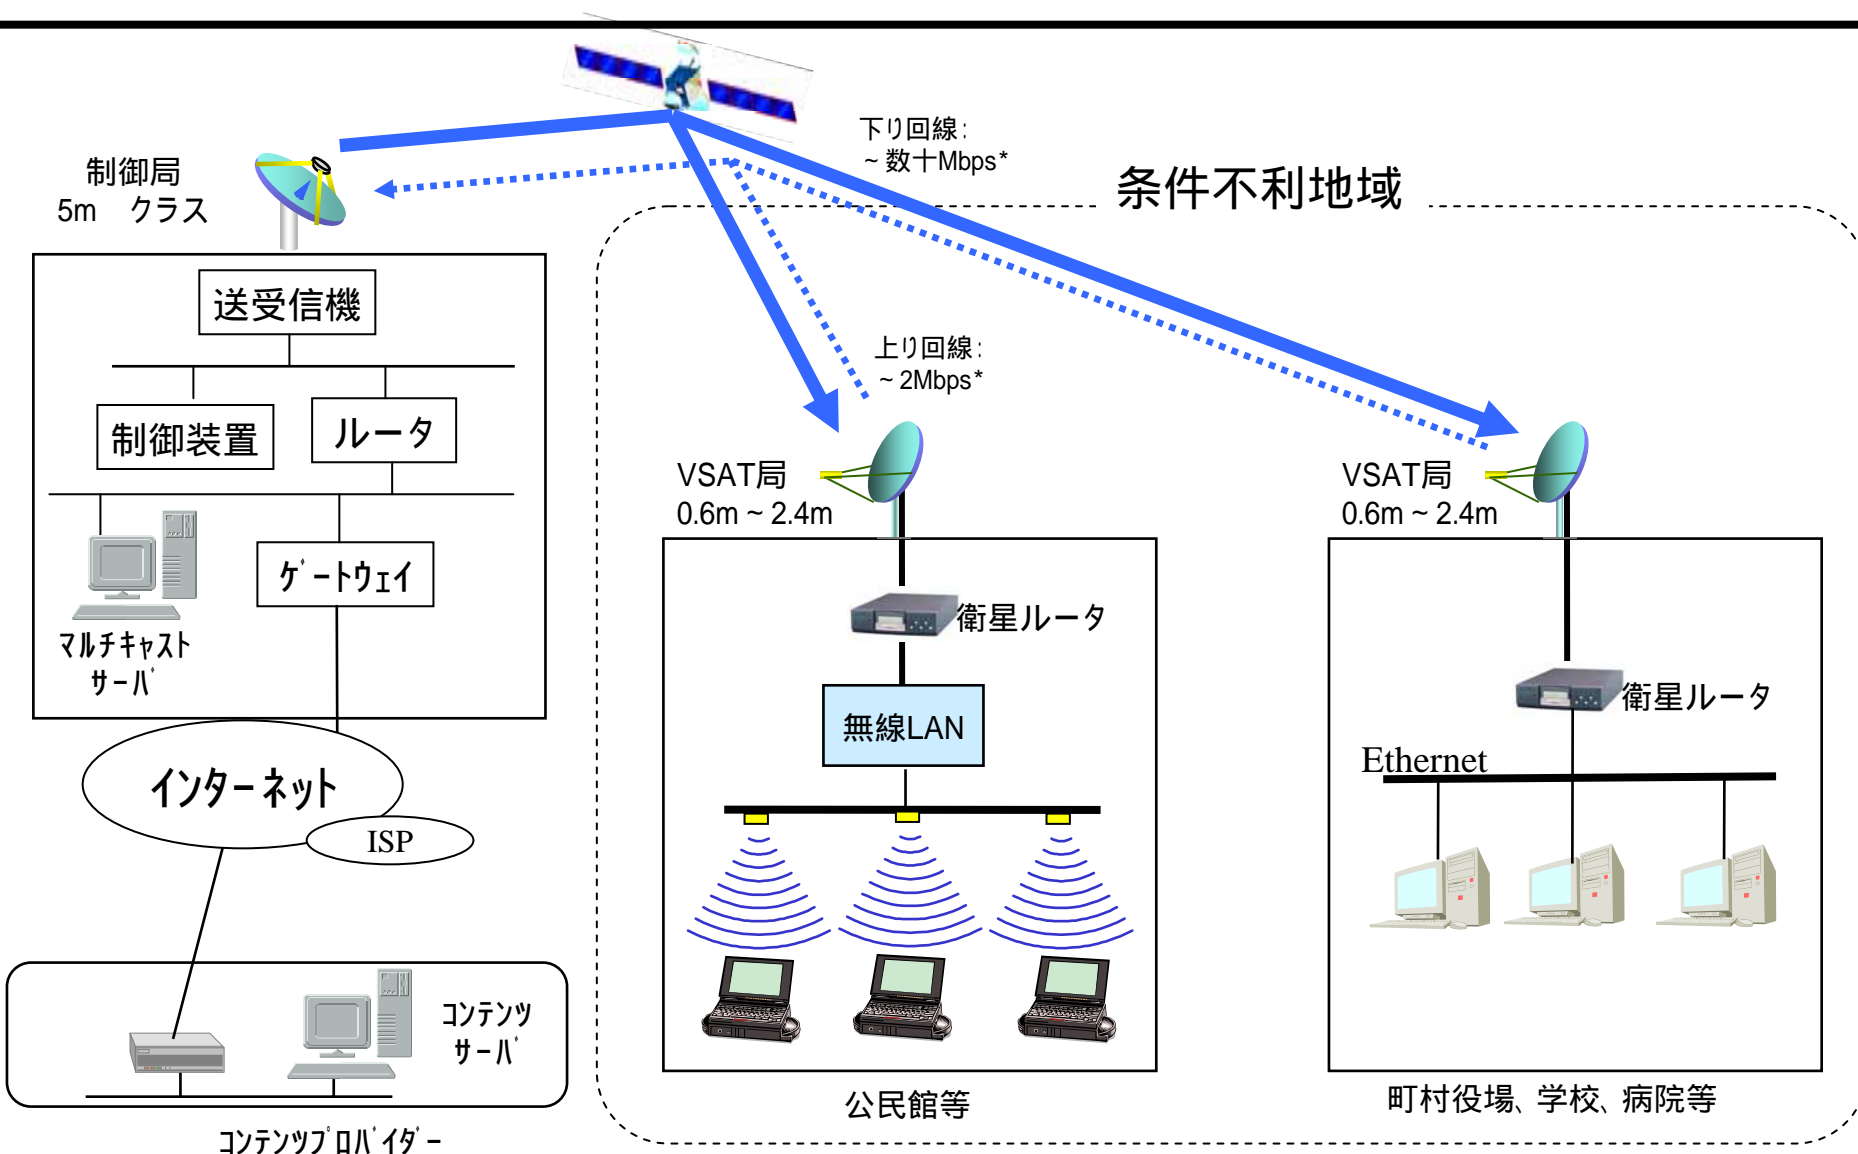 下り回線:
~数十Mbps*
条件不利地域
制御局
5m クラス
送受信機
上り回線:
~2Mbps*
制御装置
ルータ
VSAT局
0.6m~2.4m
VSAT局
0.6m~2.4m
ｹﾞｰﾄｳｪｲ
衛星ルータ
ﾏﾙﾁｷｬｽﾄ
ｻｰﾊﾞ
衛星ルータ
無線LAN
Ethernet
ｲﾝﾀｰﾈｯﾄ
ISP
ｺﾝﾃﾝﾂ
ｻｰﾊﾞ
公民館等
町村役場、学校、病院等
ｺﾝﾃﾝﾂﾌﾟﾛﾊﾞｲﾀﾞｰ